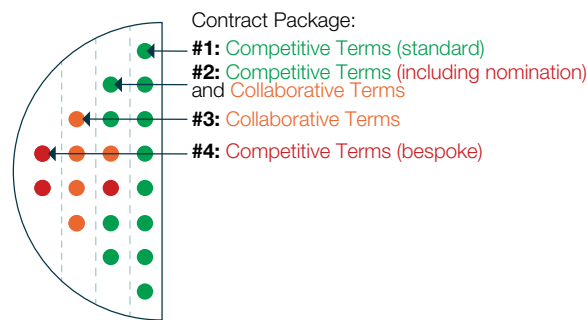 Contract Package:
#1: Competitive Terms (standard)
#2: Competitive Terms (including nomination)
and Collaborative Terms
#3: Collaborative Terms
#4: Competitive Terms (bespoke)